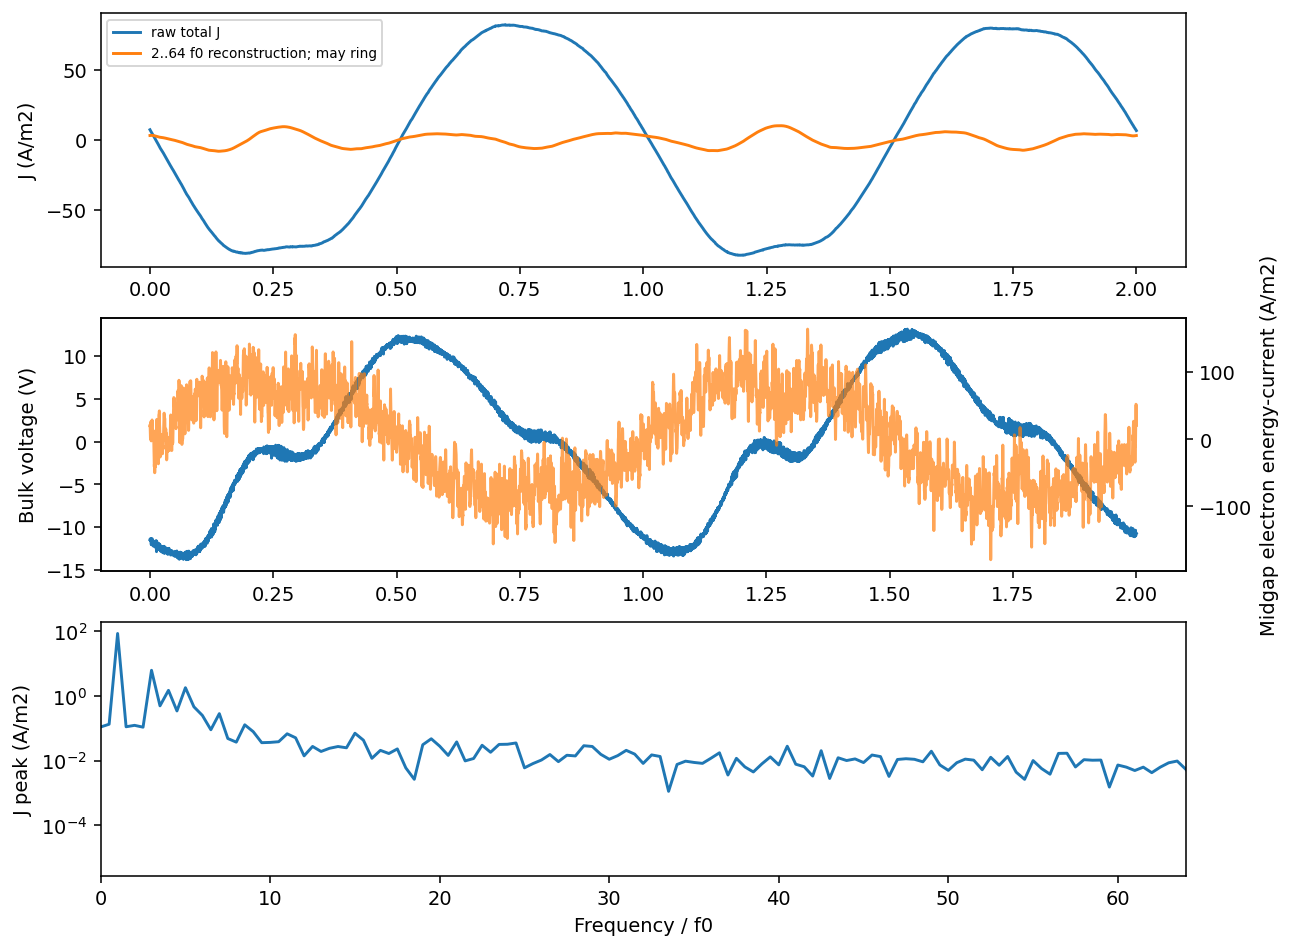 raw total J
2..64 f0 reconstruction; may ring
J (A/m2)
50
0
−50
0.00 0.25 0.50 0.75 1.00 1.25 1.50 1.75 2.00
Bulk voltage (V)
10
5
0
−5
−10
−15
100
0
−100
Midgap electron energy-current (A/m2)
0.00 0.25 0.50 0.75 1.00 1.25 1.50 1.75 2.00
J peak (A/m2)
10²
10⁰
10⁻²
10⁻⁴
0 10 20 30 40 50 60
Frequency / f0